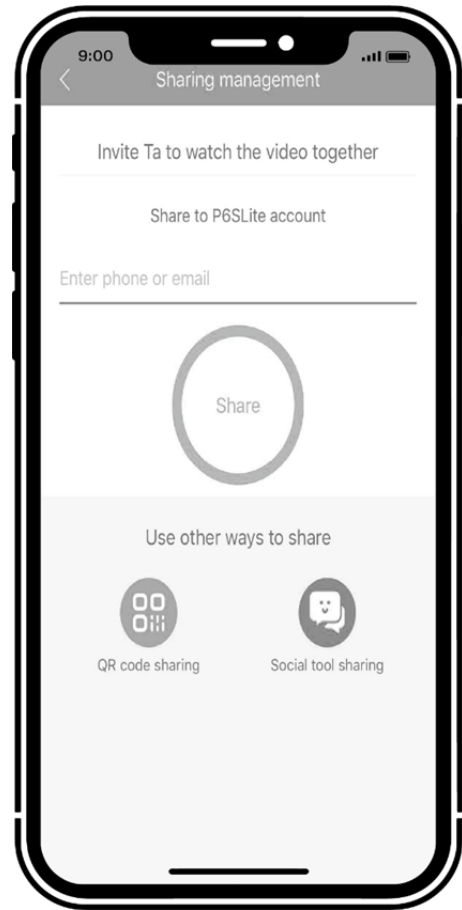 9:00
Sharing management
Invite Ta to watch the video together
Share to P6SLite account
Enter phone or email
Share
Use other ways to share
QR code sharing
Social tool sharing